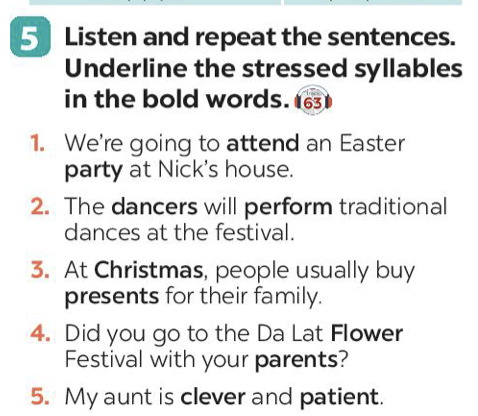 5 Listen and repeat the sentences.
Underline the stressed syllables
in the bold words. 63
1. We're going to attend an Easter
party at Nick's house.
2. The dancers will perform traditional
dances at the festival.
3. At Christmas, people usually buy
presents for their family.
4. Did you go to the Da Lat Flower
Festival with your parents?
5. My aunt is clever and patient.